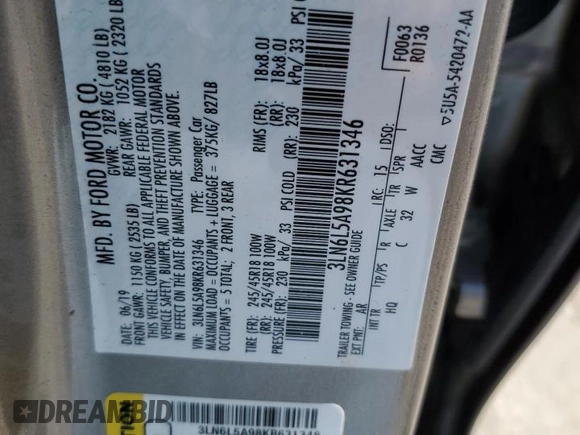 MFD. BY FORD MOTOR CO.
06/19 GVWR: 2182 KG ( 4810 LB)
FRONT GAWR: 1150 KG ( 2535 LB) REAR GAWR: 1052 KG ( 2320 LB)
THIS VEHICLE CONFORMS TO ALL APPLICABLE FEDERAL MOTOR
VEHICLE SAFETY, BUMPER, AND THEFT PREVENTION STANDARDS
IN EFFECT ON THE DATE OF MANUFACTURE SHOWN ABOVE.
VIN: 3LN6L5A98KR631346 TYPE: Passenger Car
MAXIMUM LOAD = OCCUPANTS + LUGGAGE = 375KG/ 827LB
OCCUPANTS = 5 TOTAL; 2 FRONT, 3 REAR
TIRE (FR): 245/45R18 100W RIMS (FR): 18x8.0J
(RR): 245/45R18 100W (RR): 18x8.0J
PRESSURE (FR): 230 kPa/ 33 PSI COLD (RR): 230 kPa/ 33 PSI CO
3LN6L5A98KR631346
F0063
R0136
TRAILER TOWING - SEE OWNER GUIDE
EXT PNT: AR RC: 15 DSO:
INT TR TP/PS R AXLE TR SPR
HQ C 32 W AACC
CMC 5U5A-5420472-AA
TION
3LN6L5A98KR631346
DREAMBID